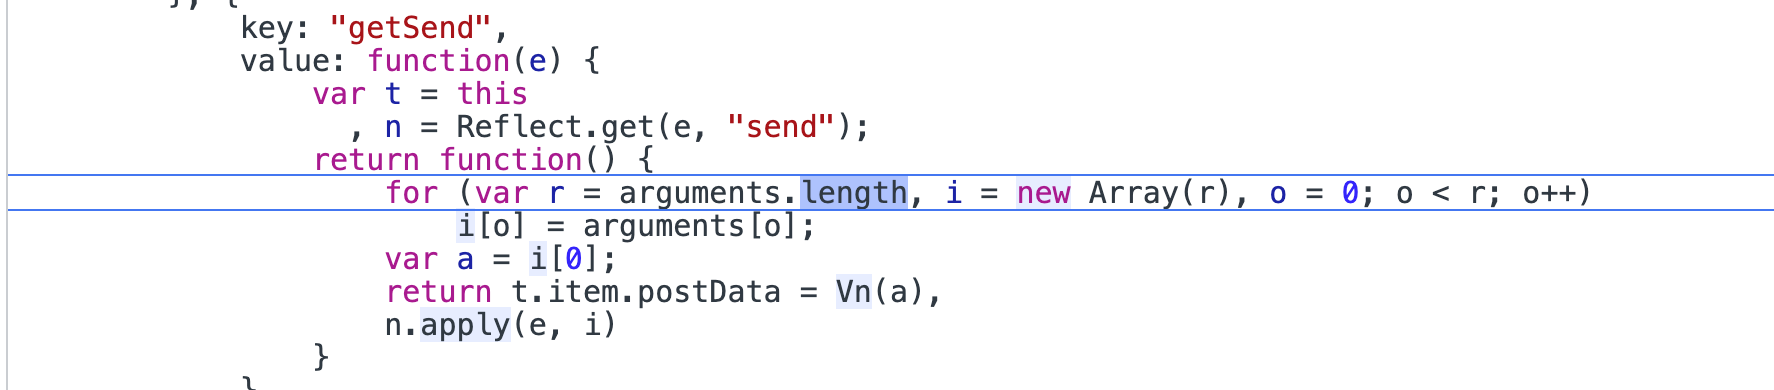 }, {
key: "getSend",
value: function(e) {
var t = this
, n = Reflect.get(e, "send");
return function() {
for (var r = arguments.length, i = new Array(r), o = 0; o < r; o++)
i[o] = arguments[o];
var a = i[0];
return t.item.postData = Vn(a),
n.apply(e, i)
}
}